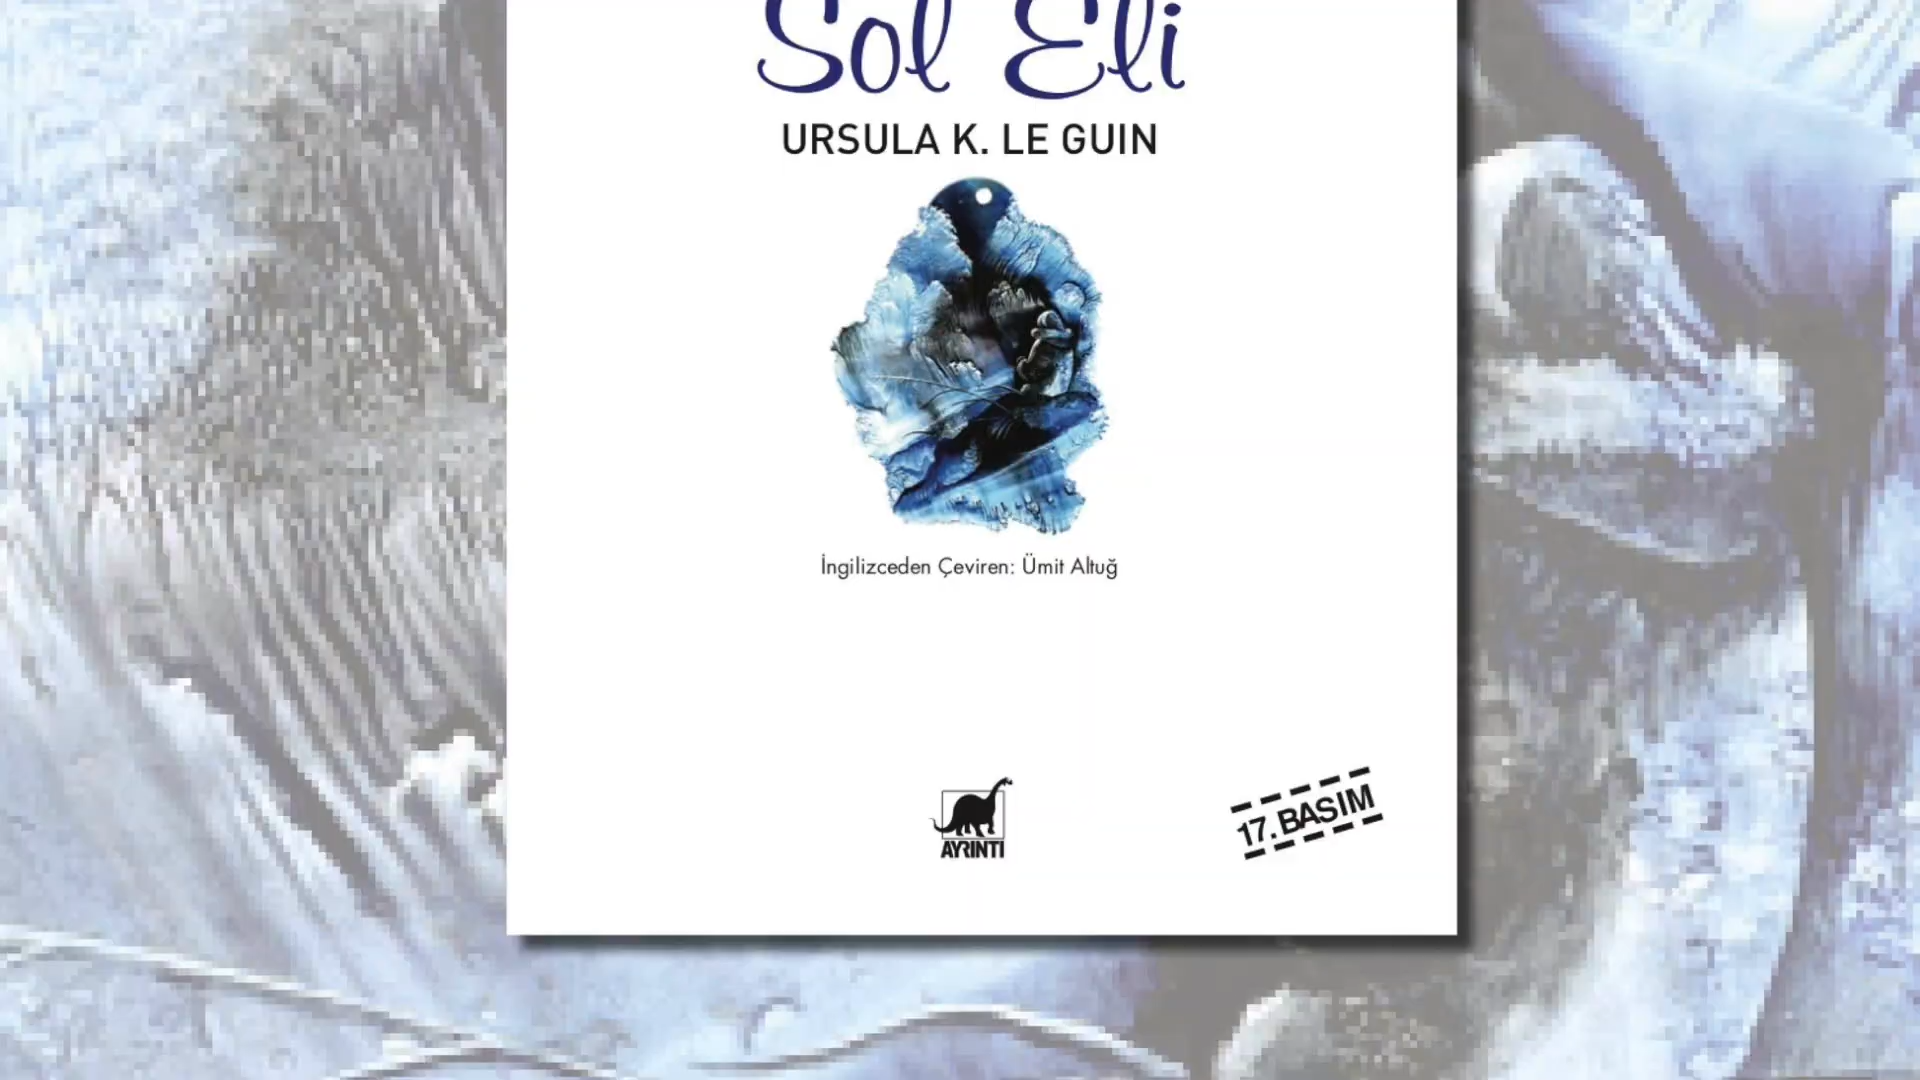 Sol Eli
URSULA K. LE GUIN
İngilizceden Çeviren: Ümit Altuğ
AYRINTI
17. BASIM